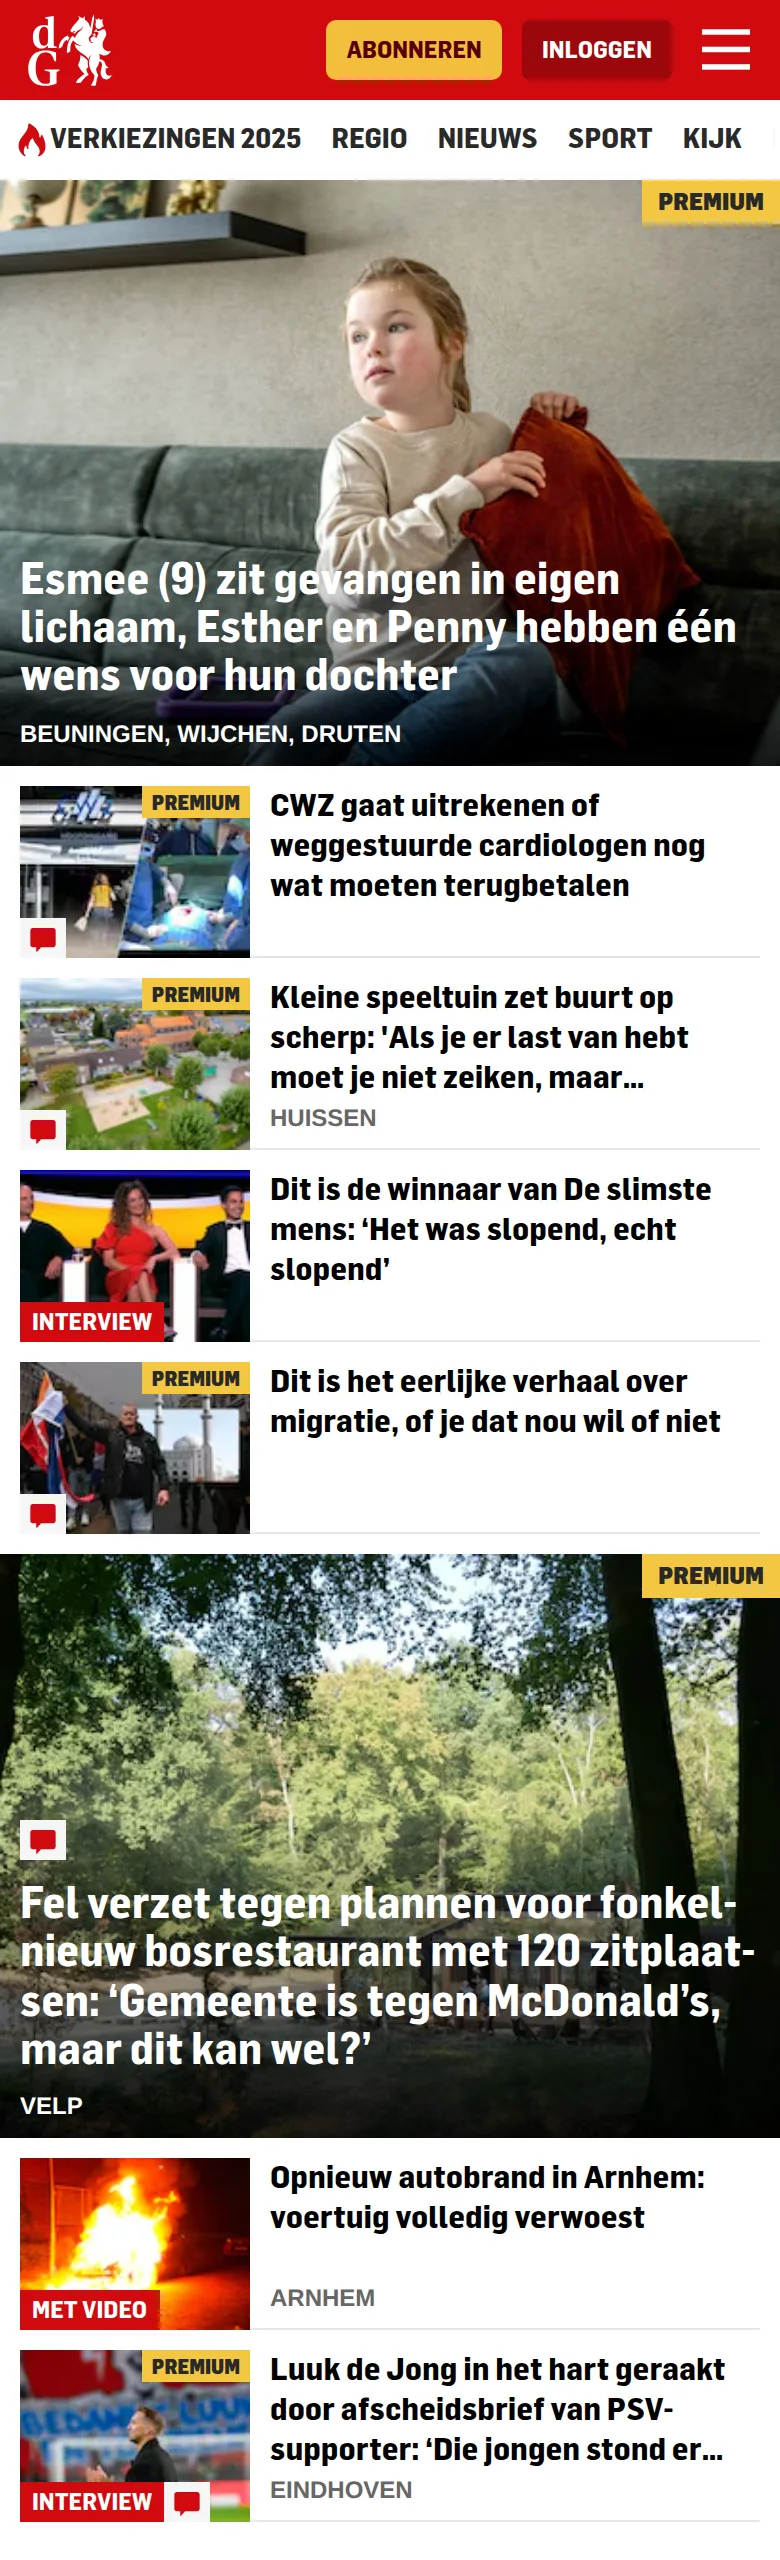 dG
ABONNEREN
INLOGGEN
VERKIEZINGEN 2025
REGIO
NIEUWS
SPORT
KIJK
PREMIUM
Esmee (9) zit gevangen in eigen
lichaam, Esther en Penny hebben één
wens voor hun dochter
BEUNINGEN, WIJCHEN, DRUTEN
PREMIUM
CWZ gaat uitrekenen of
weggestuurde cardiologen nog
wat moeten terugbetalen
PREMIUM
Kleine speeltuin zet buurt op
scherp: 'Als je er last van hebt
moet je niet zeiken, maar...
HUISSEN
INTERVIEW
Dit is de winnaar van De slimste
mens: ‘Het was slopend, echt
slopend’
PREMIUM
Dit is het eerlijke verhaal over
migratie, of je dat nou wil of niet
PREMIUM
Fel verzet tegen plannen voor fonkel-
nieuw bosrestaurant met 120 zitplaat-
sen: ‘Gemeente is tegen McDonald’s,
maar dit kan wel?’
VELP
MET VIDEO
Opnieuw autobrand in Arnhem:
voertuig volledig verwoest
ARNHEM
PREMIUM
BEDANKT LUUK
INTERVIEW
Luuk de Jong in het hart geraakt
door afscheidsbrief van PSV-
supporter: ‘Die jongen stond er...
EINDHOVEN